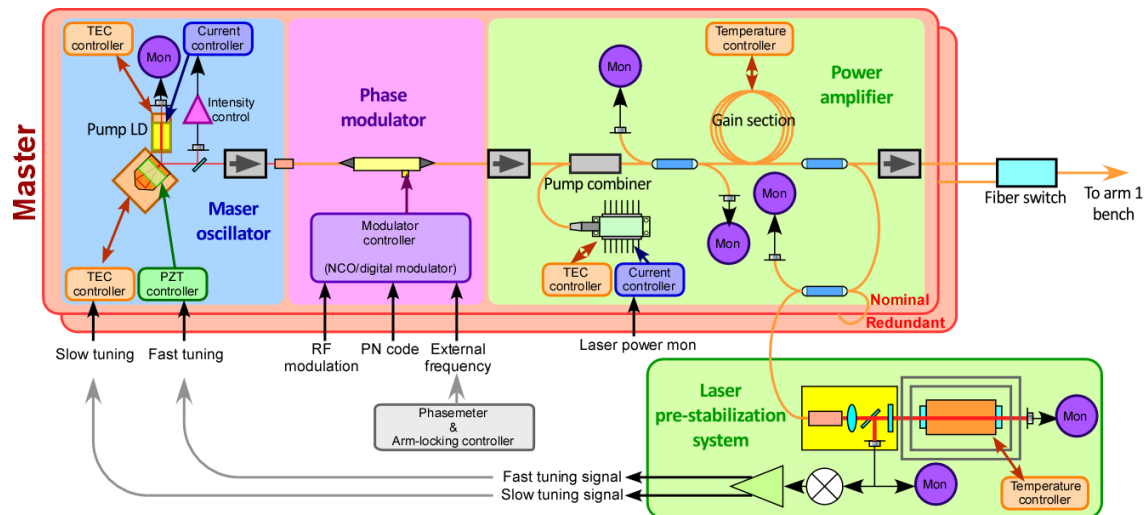 Master
TEC
controller
Mon
Current
controller
Intensity
control
Pump LD
Maser
oscillator
TEC
controller
PZT
controller
Phase
modulator
Modulator
controller
(NCO/digital modulator)
Mon
Temperature
controller
Power
amplifier
Gain section
Pump combiner
Mon
Mon
TEC
controller
Current
controller
Nominal
Redundant
Fiber switch
To arm 1
bench
Slow tuning
Fast tuning
RF
modulation
PN code
External
frequency
Laser power mon
Phasemeter
&
Arm-locking controller
Laser
pre-stabilization
system
Mon
Mon
Temperature
controller
Fast tuning signal
Slow tuning signal